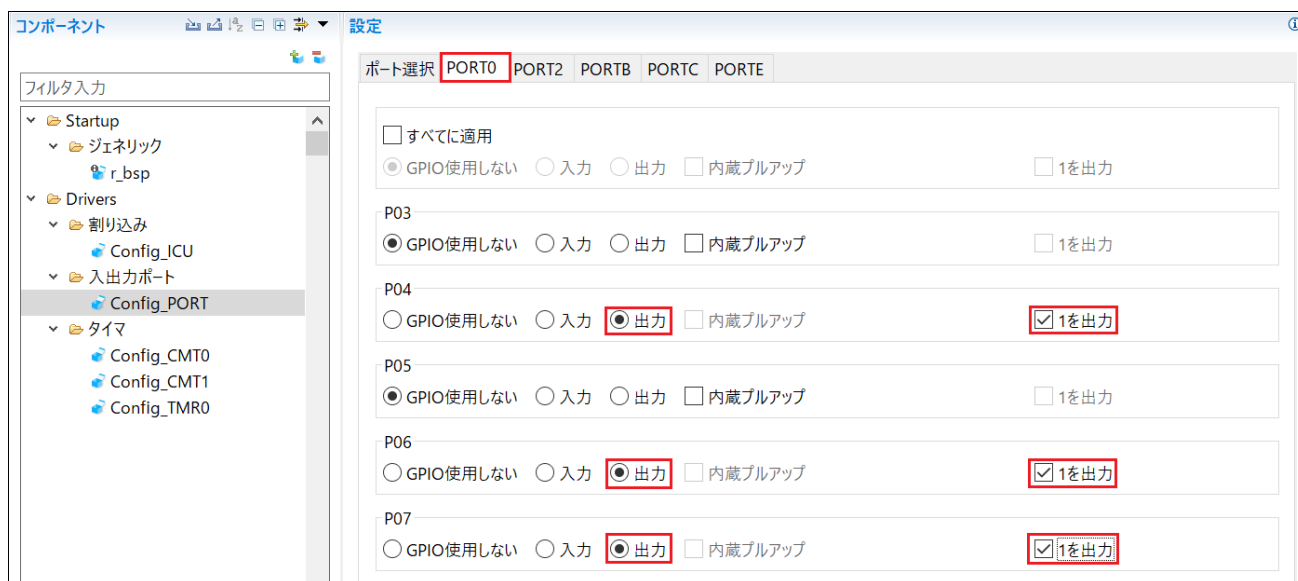 コンポーネント
フィルタ入力
Startup
ジェネリック
r_bsp
Drivers
割り込み
Config_ICU
入出力ポート
Config_PORT
タイマ
Config_CMT0
Config_CMT1
Config_TMR0
設定
ポート選択 PORT0 PORT2 PORTB PORTC PORTE
すべてに適用
GPIO使用しない 入力 出力 内蔵プルアップ 1を出力
P03
GPIO使用しない 入力 出力 内蔵プルアップ 1を出力
P04
GPIO使用しない 入力 出力 内蔵プルアップ 1を出力
P05
GPIO使用しない 入力 出力 内蔵プルアップ 1を出力
P06
GPIO使用しない 入力 出力 内蔵プルアップ 1を出力
P07
GPIO使用しない 入力 出力 内蔵プルアップ 1を出力